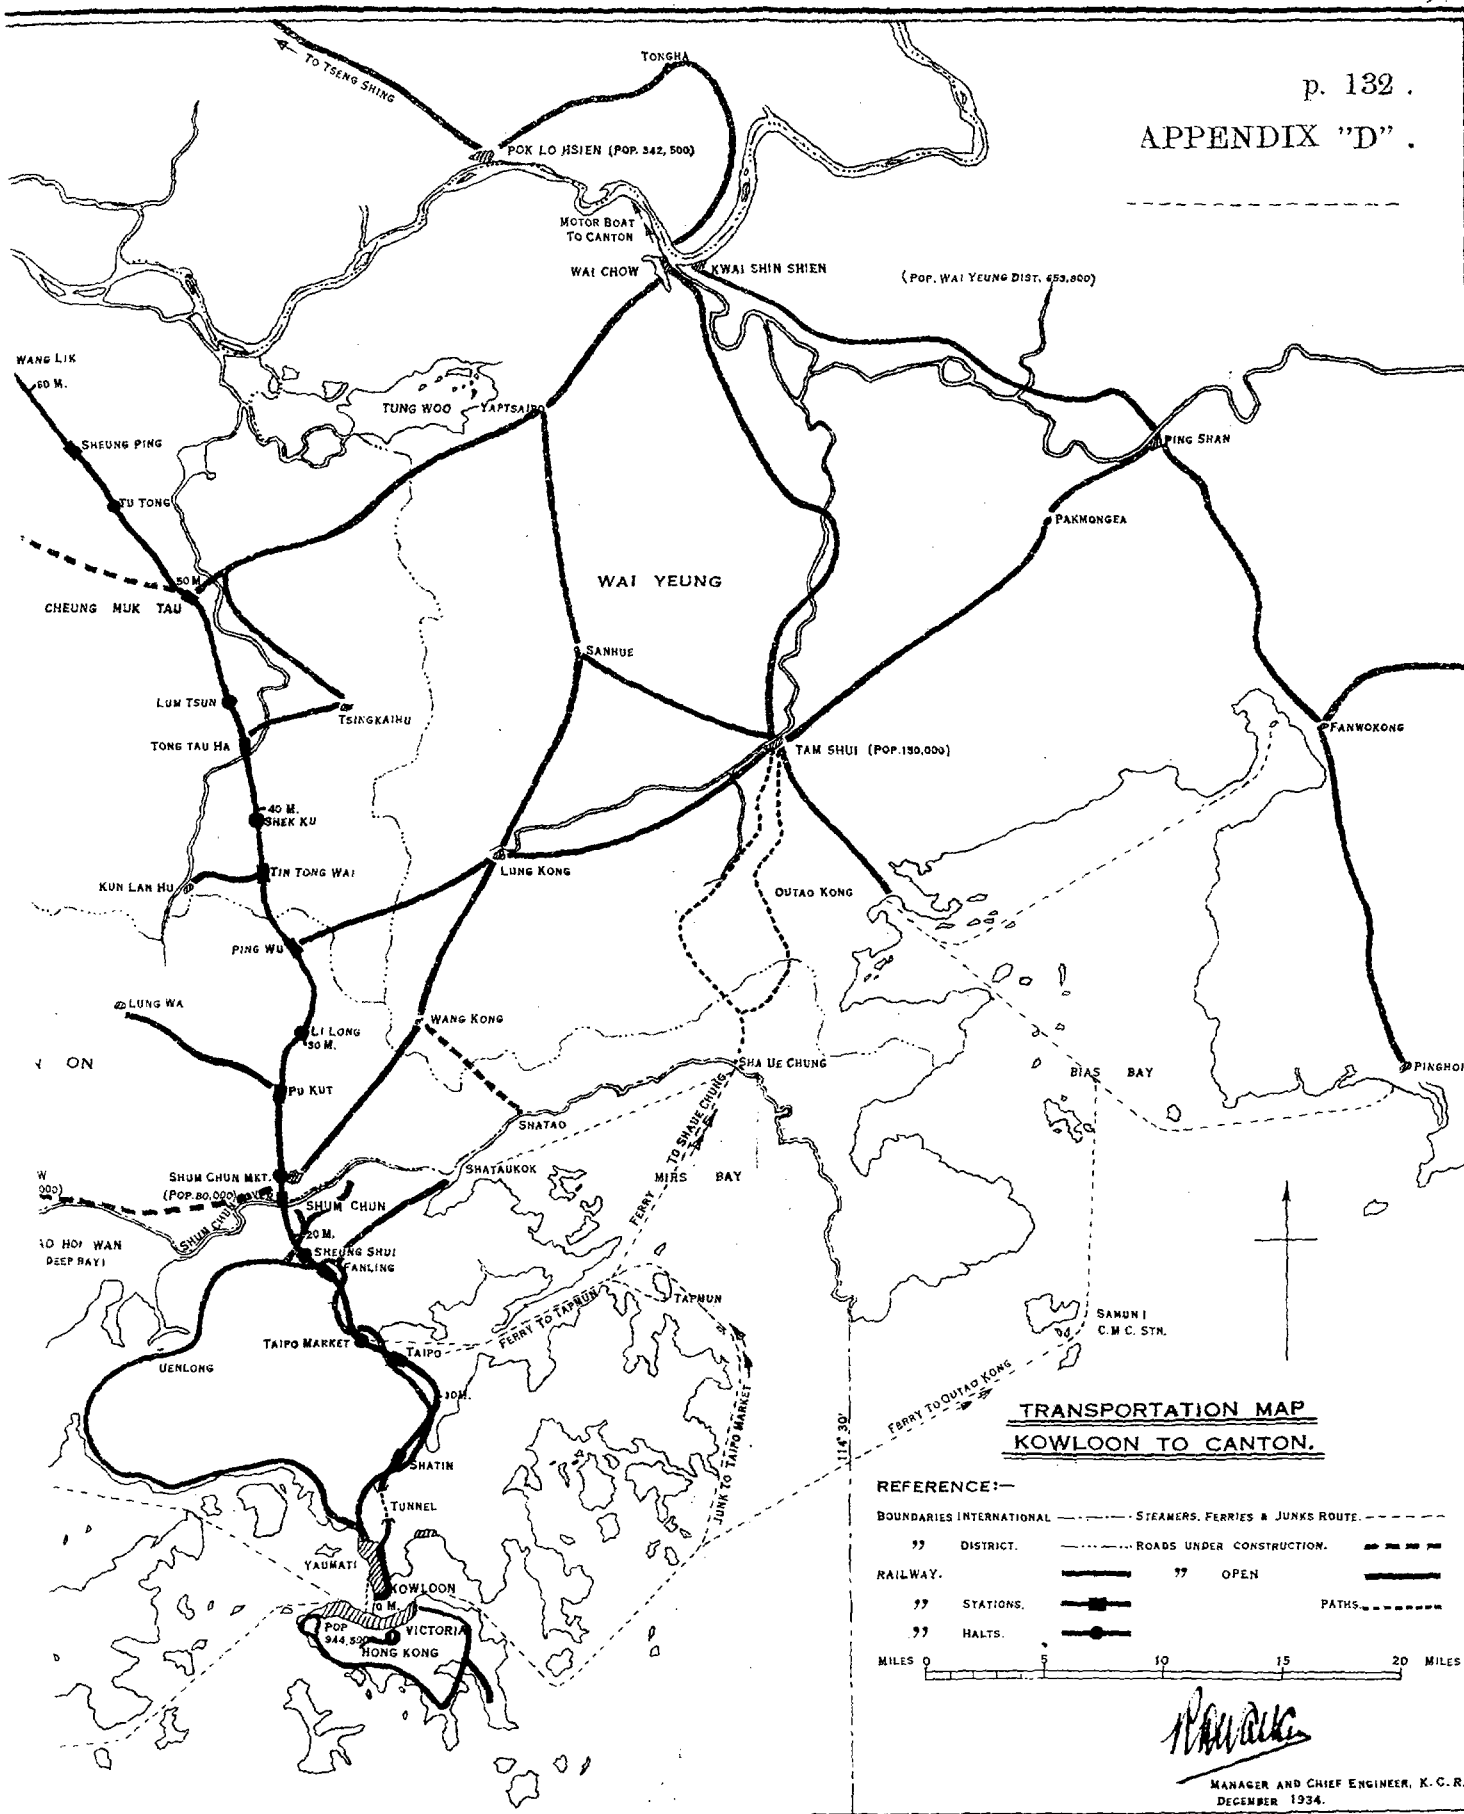 p. 132 .
APPENDIX "D" .
TO TSENG SHING
TONGHA
POK LO HSIEN (POP. 342, 500)
MOTOR BOAT
TO CANTON
WAI CHOW
KWAI SHIN SHIEN
(POP. WAI YEUNG DIST. 653,800)
WANG LIK
60 M.
TUNG WOO
YAPTSAIPO
SHEUNG PING
PING SHAN
TU TONG
PAKMONGEA
50 M
WAI YEUNG
CHEUNG MUK TAU
SANHUE
LUM TSUN
TSINGKAIHU
TONG TAU HA
TAM SHUI (POP. 130,000)
FANWOKONG
40 M.
SHEK KU
TIN TONG WAI
KUN LAN HU
LUNG KONG
OUTAO KONG
PING WU
LUNG WA
WANG KONG
LI LONG
30 M.
ON
SHA UE CHUNG
BIAS BAY
PINGHOI
PU KUT
SHATAO
FERRY TO SHAUE CHUNG
SHUM CHUN MKT.
(POP. 80,000)
SHATAUKOK
MIRS BAY
W
000)
SHUM CHUN
SHUM CHUN
20 M.
AO HOI WAN
DEEP BAY)
SHEUNG SHUI
FANLING
FERRY TO TAPMUN
TAPMUN
SAMUN I
C.M.C. STN.
TAIPO MARKET
TAIPO
UENLONG
10 M.
FERRY TO OUTAO KONG
JUNK TO TAIPO MARKET
114° 30'
SHATIN
TUNNEL
YAUMATI
KOWLOON
0 M.
POP
944,500
VICTORIA
HONG KONG
TRANSPORTATION MAP
KOWLOON TO CANTON.
REFERENCE:—
BOUNDARIES INTERNATIONAL
STEAMERS, FERRIES & JUNKS ROUTE.
" DISTRICT.
ROADS UNDER CONSTRUCTION.
RAILWAY.
" OPEN
" STATIONS.
PATHS.
" HALTS.
MILES 0 5 10 15 20 MILES
MANAGER AND CHIEF ENGINEER, K. C. R.
DECEMBER 1934.